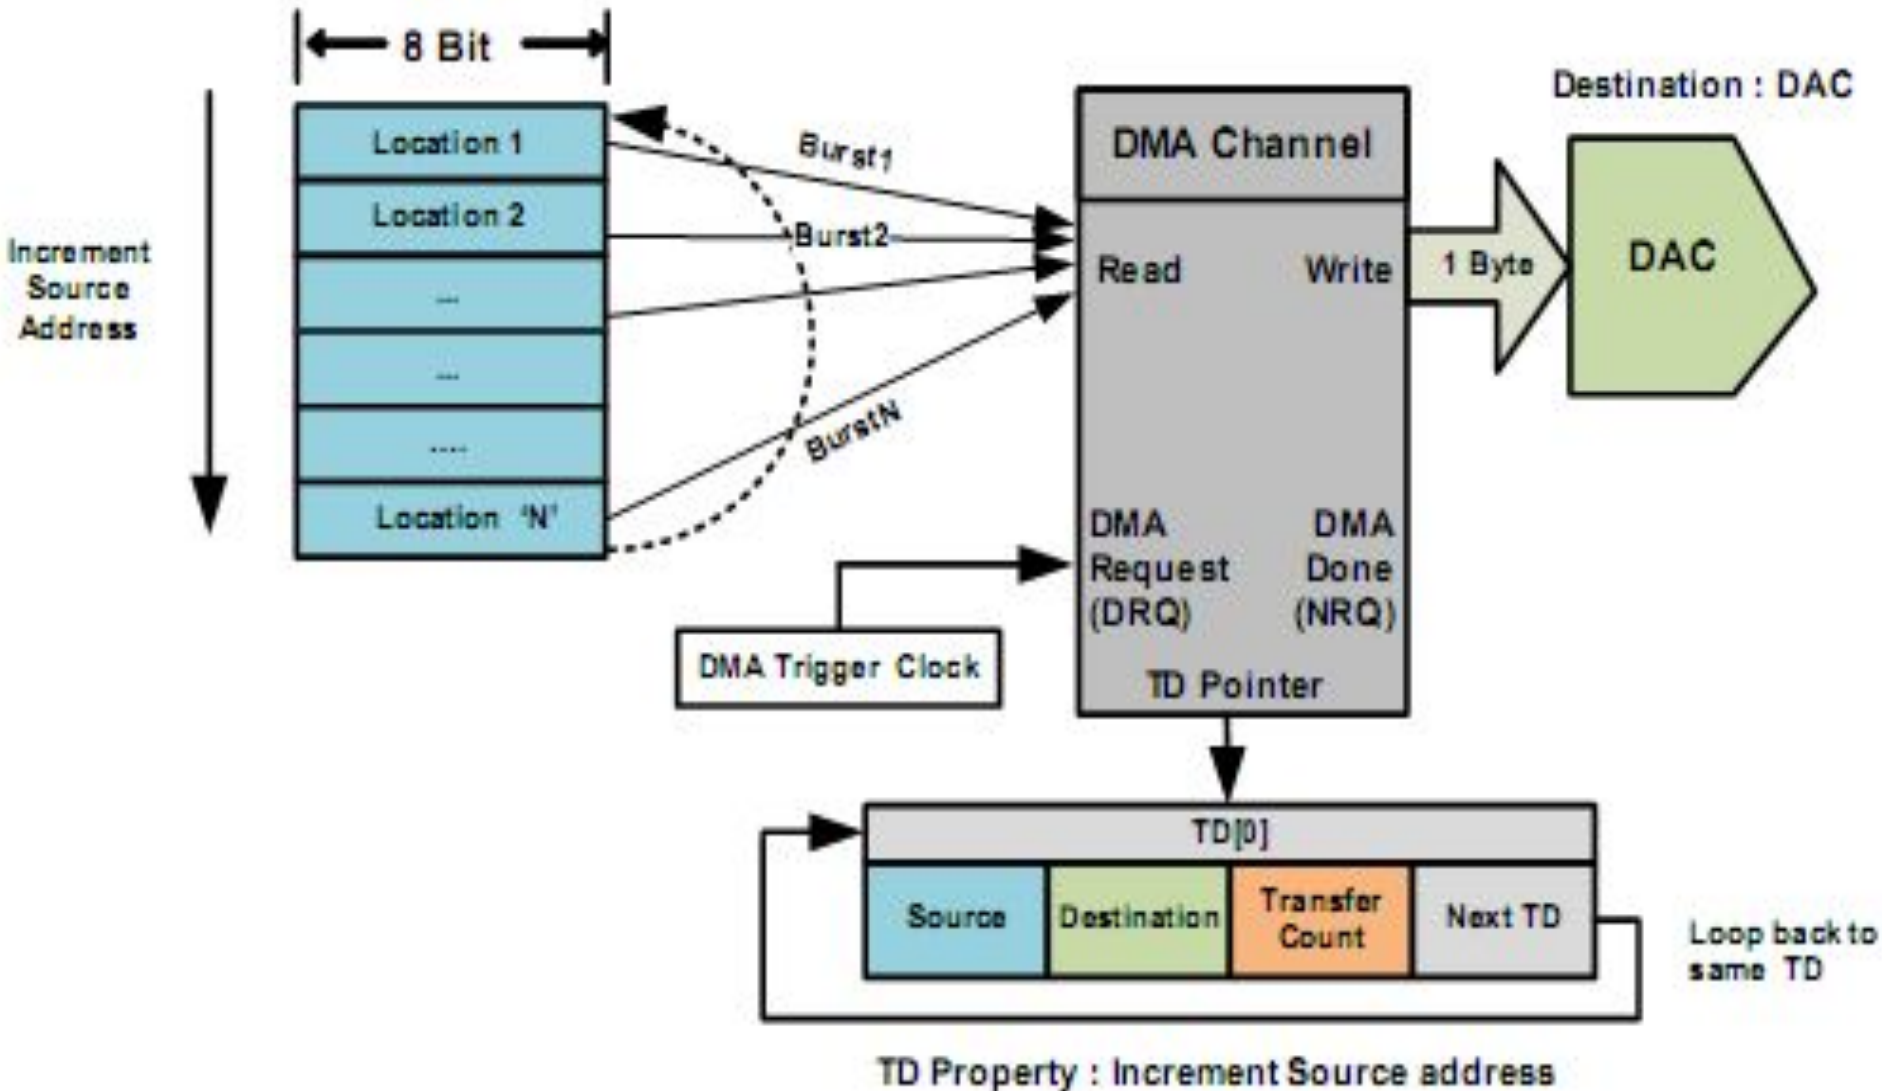 8 Bit
Destination : DAC
Location 1
Location 2
...
...
....
Location 'N'
Increment
Source
Address
Burst1
Burst2
BurstN
DMA Channel
Read
Write
1 Byte
DAC
DMA
Request
(DRQ)
DMA
Done
(NRQ)
DMA Trigger Clock
TD Pointer
TD[0]
Source
Destination
Transfer
Count
Next TD
Loop back to
same TD
TD Property : Increment Source address